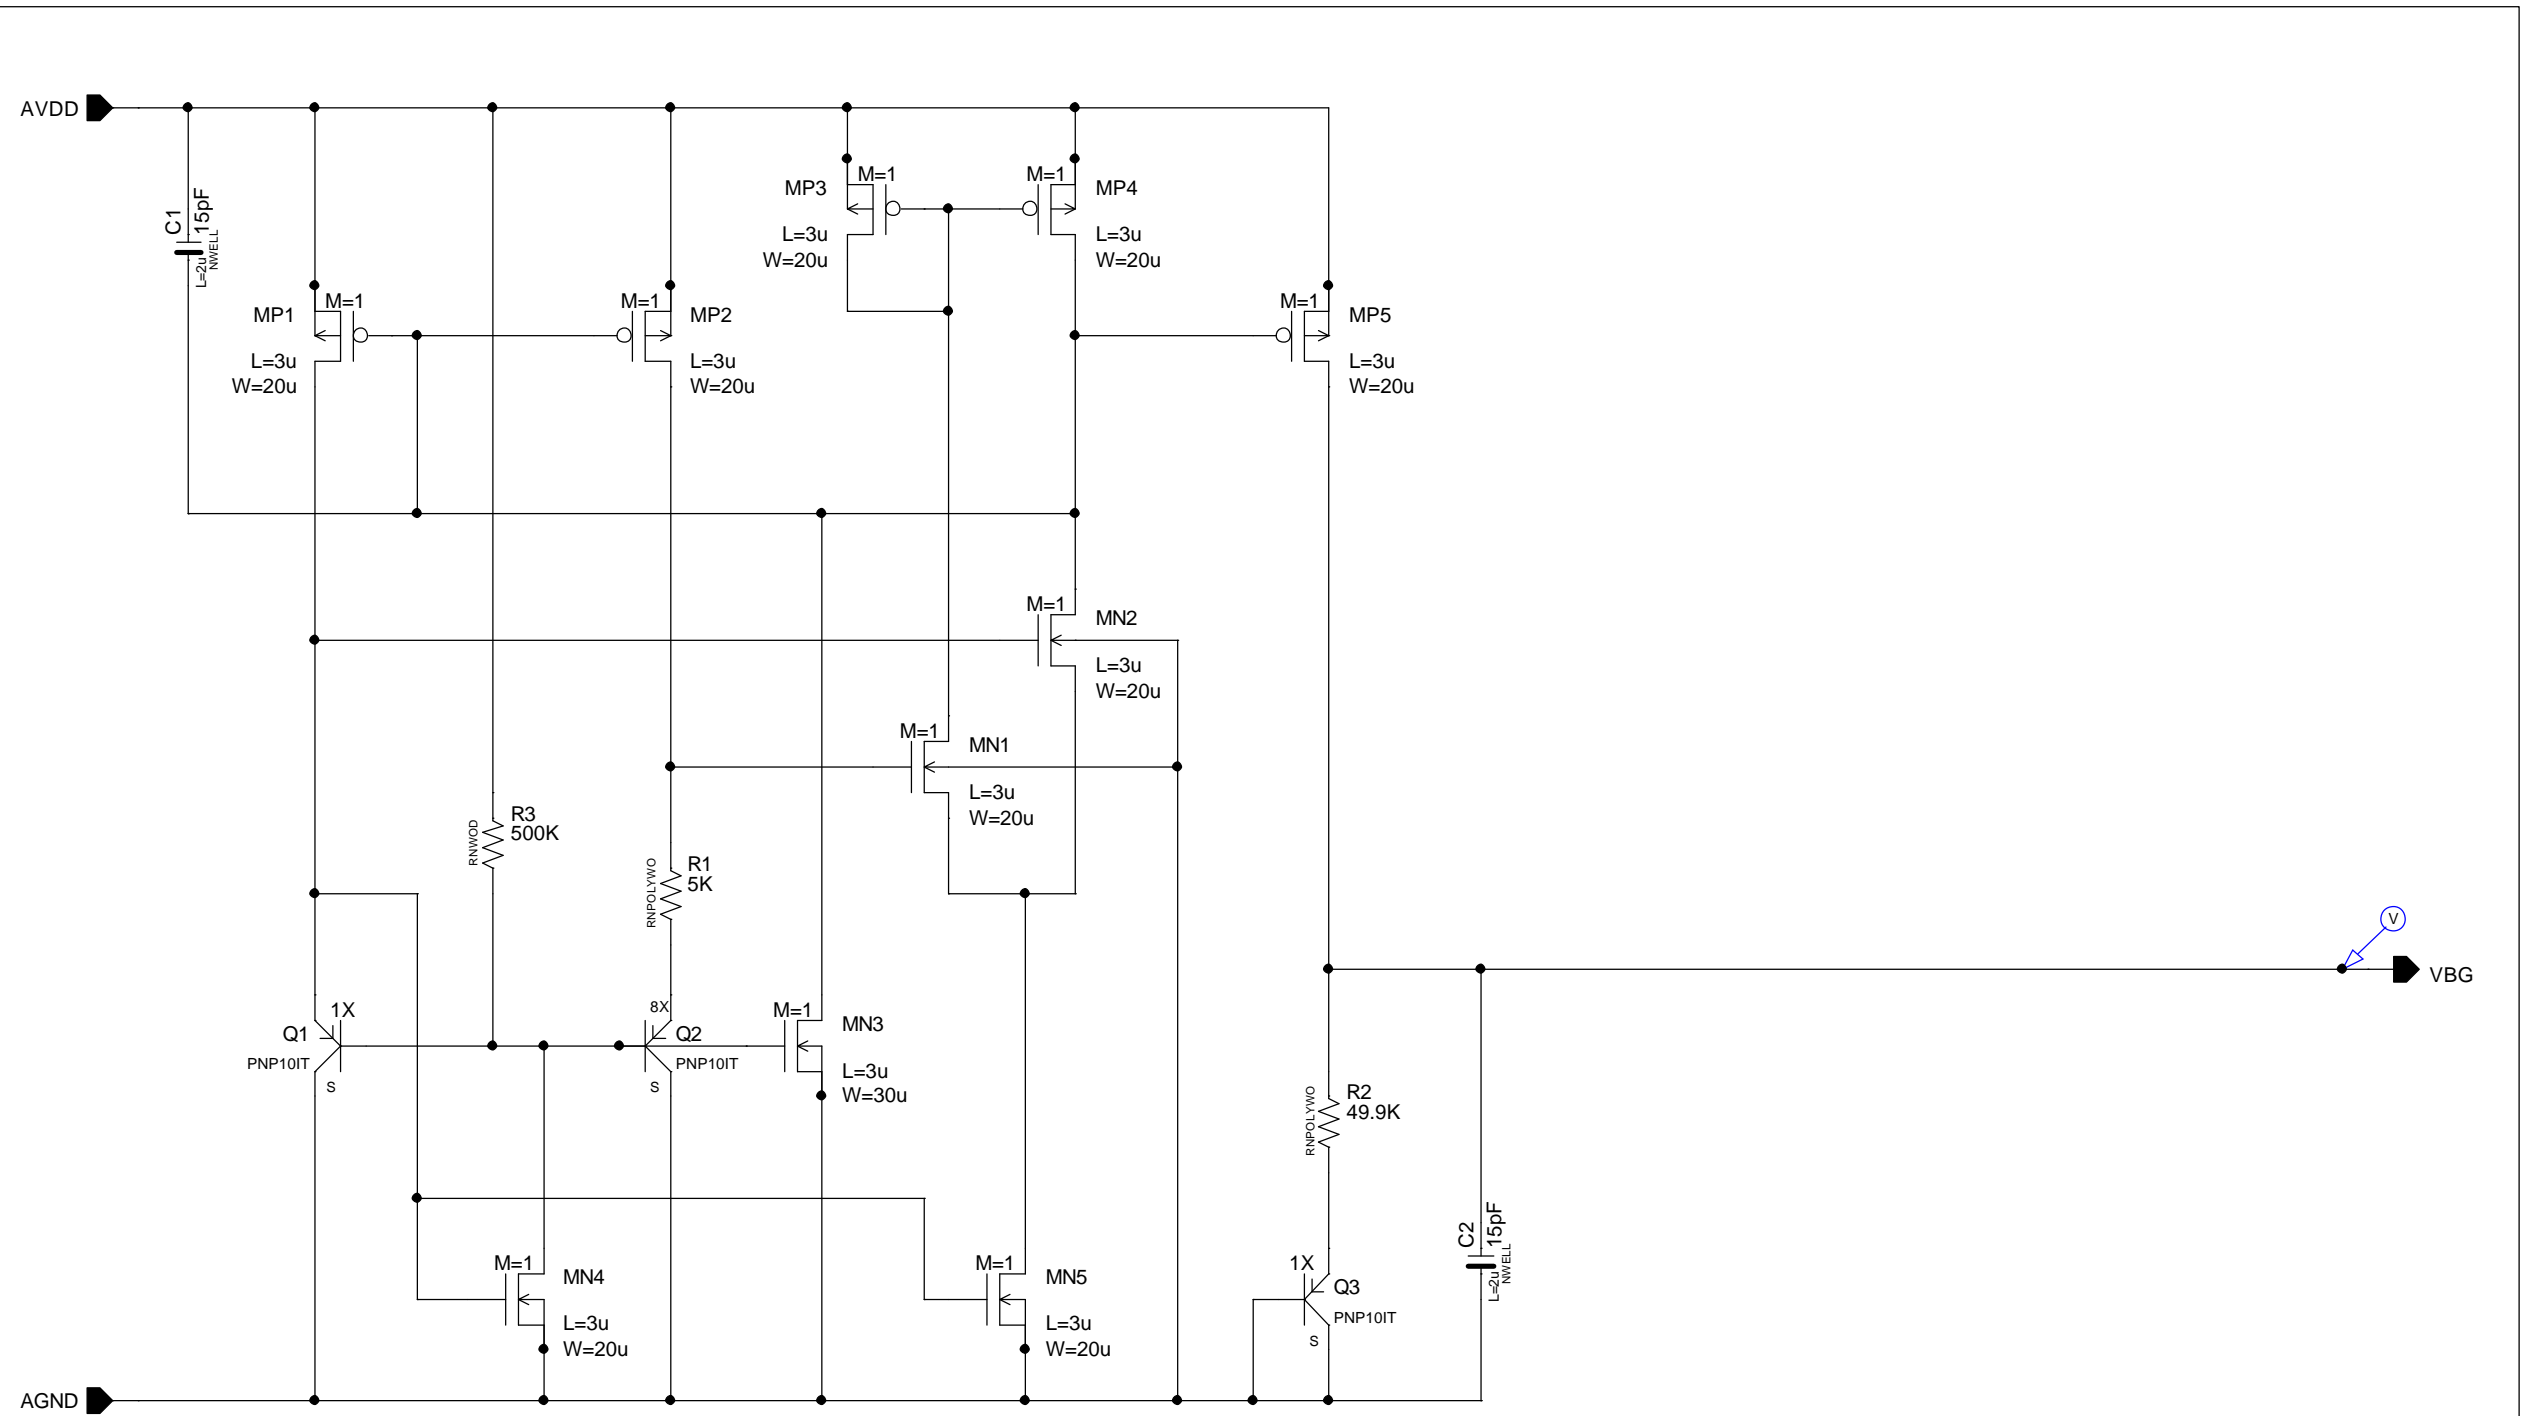 AVDD
M=1
M=1
MP3
MP4
C1
15pF
L=2u
NWELL
L=3u
W=20u
L=3u
W=20u
M=1
M=1
M=1
MP1
MP2
MP5
L=3u
W=20u
L=3u
W=20u
L=3u
W=20u
M=1
MN2
L=3u
W=20u
M=1
MN1
L=3u
W=20u
R3
500K
RNWOD
R1
5K
RNPOLYWO
V
VBG
1X
Q1
PNP10IT
S
8X
Q2
PNP10IT
S
M=1
MN3
L=3u
W=30u
R2
49.9K
RNPOLYWO
M=1
MN4
L=3u
W=20u
M=1
MN5
L=3u
W=20u
1X
Q3
PNP10IT
S
C2
15pF
L=2u
NWELL
AGND